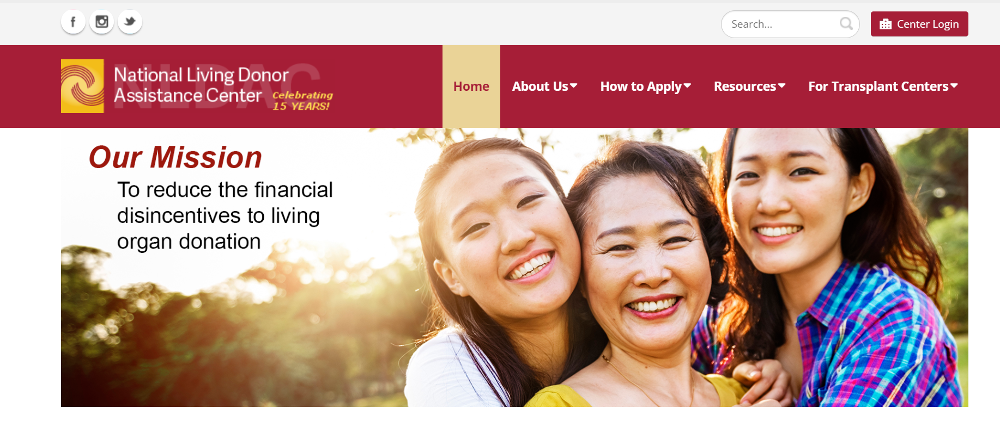 Search...
Center Login
NLDAC
National Living Donor
Assistance Center
Celebrating
15 YEARS!
Home
About Us
How to Apply
Resources
For Transplant Centers
Our Mission
To reduce the financial
disincentives to living
organ donation